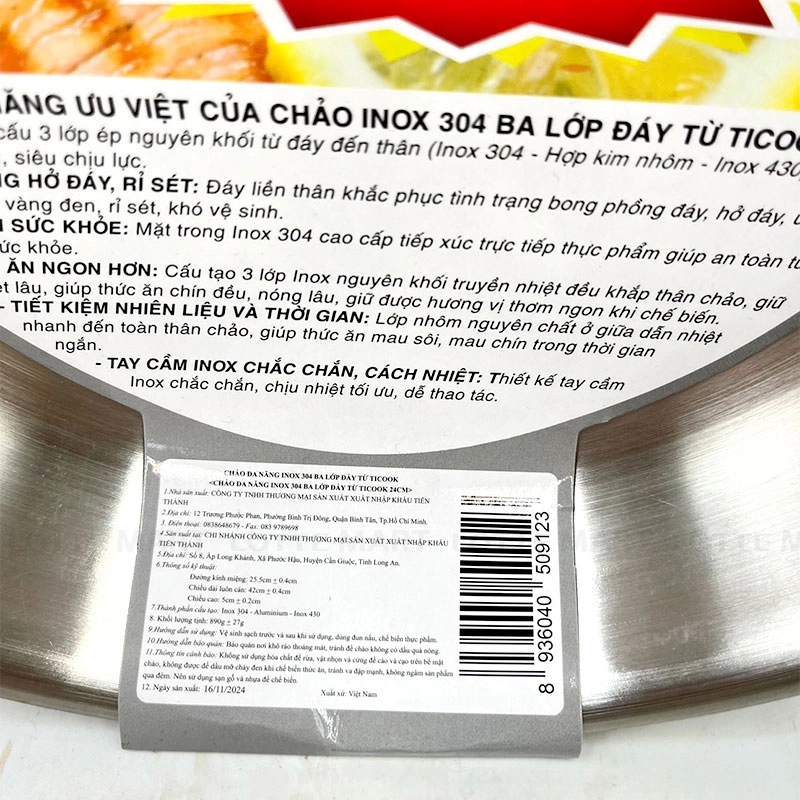 NĂNG ƯU VIỆT CỦA CHẢO INOX 304 BA LỚP ĐÁY TỪ TICOOK
cấu 3 lớp ép nguyên khối từ đáy đến thân (Inox 304 - Hợp kim nhôm - Inox 430
, siêu chịu lực.
NG HỞ ĐÁY, RỈ SÉT: Đáy liền thân khắc phục tình trạng bong phồng đáy, hở đáy,
vàng đen, rỉ sét, khó vệ sinh.
SỨC KHỎE: Mặt trong Inox 304 cao cấp tiếp xúc trực tiếp thực phẩm giúp an toàn
ức khỏe.
ĂN NGON HƠN: Cấu tạo 3 lớp Inox nguyên khối truyền nhiệt đều khắp thân chảo, giữ
lâu, giúp thức ăn chín đều, nóng lâu, giữ được hương vị thơm ngon khi chế biến.
- TIẾT KIỆM NHIÊN LIỆU VÀ THỜI GIAN: Lớp nhôm nguyên chất ở giữa dẫn nhiệt
nhanh đến toàn thân chảo, giúp thức ăn mau sôi, mau chín trong thời gian
ngắn.
- TAY CẦM INOX CHẮC CHẮN, CÁCH NHIỆT: Thiết kế tay cầm
Inox chắc chắn, chịu nhiệt tối ưu, dễ thao tác.
CHẢO ĐA NĂNG INOX 304 BA LỚP ĐÁY TỪ TICOOK
<CHẢO ĐA NĂNG INOX 304 BA LỚP ĐÁY TỪ TICOOK 24CM>
1.Nhà sản xuất: CÔNG TY TNHH THƯƠNG MẠI SẢN XUẤT XUẤT NHẬP KHẨU TIẾN
THÀNH
2.Địa chỉ: 12 Trương Phước Phan, Phường Bình Trị Đông, Quận Bình Tân, Tp.Hồ Chí Minh.
3. Điện thoại: 0838648679 - Fax: 083 9789698
4.Sản xuất tại: CHI NHÁNH CÔNG TY TNHH THƯƠNG MẠI SẢN XUẤT XUẤT NHẬP KHẨU
TIẾN THÀNH
5.Địa chỉ: Số 8, Ấp Long Khánh, Xã Phước Hậu, Huyện Cần Giuộc, Tỉnh Long An.
6.Thông số kỹ thuật:
Đường kính miệng: 25.5cm ± 0.4cm
Chiều dài luôn cán: 42cm ± 0.4cm
Chiều cao: 5cm ± 0.2cm
7.Thành phần cấu tạo: Inox 304 - Aluminium - Inox 430
8. Khối lượng tịnh: 890g ± 27g
9.Hướng dẫn sử dụng: Vệ sinh sạch trước và sau khi sử dụng, dùng đun nấu, chế biến thực phẩm.
10.Hướng dẫn bảo quản: Bảo quản nơi khô ráo thoáng mát, tránh để chảo không có dầu quá nóng.
11.Thông tin cảnh báo: Không sử dụng hóa chất để rửa, vật nhọn và cứng để cào và cạo trên bề mặt
chảo, không được để dầu mỡ cháy đen khi chế biến thức ăn, tránh va đập mạnh, không ngâm sản phẩm
qua đêm. Nên sử dụng sạn gỗ và nhựa để chế biến.
12. Ngày sản xuất: 16/11/2024 Xuất xứ: Việt Nam
8 936040 509123